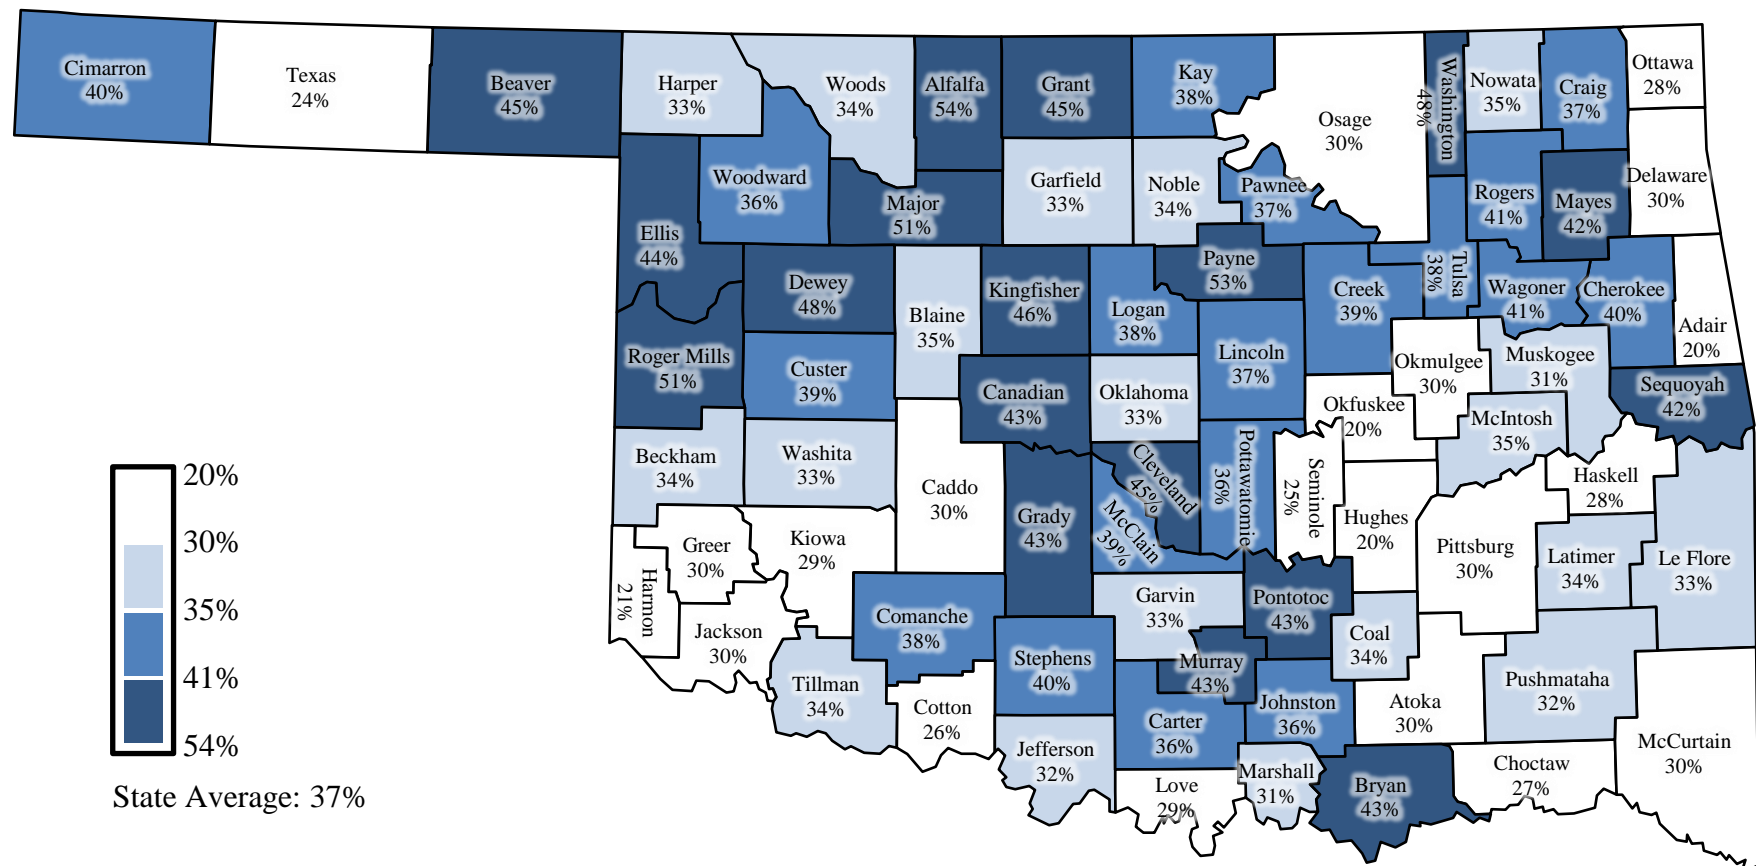 Cimarron
40%
Texas
24%
Beaver
45%
Harper
33%
Woods
34%
Alfalfa
54%
Grant
45%
Kay
38%
Osage
30%
Washington
48%
Nowata
35%
Craig
37%
Ottawa
28%
Woodward
36%
Major
51%
Garfield
33%
Noble
34%
Pawnee
37%
Rogers
41%
Mayes
42%
Delaware
30%
Ellis
44%
Dewey
48%
Blaine
35%
Kingfisher
46%
Logan
38%
Payne
53%
Creek
39%
Tulsa
38%
Wagoner
41%
Cherokee
40%
Adair
20%
Roger Mills
51%
Custer
39%
Canadian
43%
Oklahoma
33%
Lincoln
37%
Okmulgee
30%
Muskogee
31%
Sequoyah
42%
Okfuskee
20%
McIntosh
35%
Beckham
34%
Washita
33%
Caddo
30%
Grady
43%
Cleveland
45%
McClain
39%
Pottawatomie
36%
Seminole
25%
Hughes
20%
Haskell
28%
Pittsburg
30%
Latimer
34%
Le Flore
33%
Greer
30%
Kiowa
29%
Harmon
21%
Jackson
30%
Comanche
38%
Garvin
33%
Pontotoc
43%
Coal
34%
Stephens
40%
Murray
43%
Tillman
34%
Cotton
26%
Carter
36%
Johnston
36%
Atoka
30%
Pushmataha
32%
Jefferson
32%
Love
29%
Marshall
31%
Bryan
43%
Choctaw
27%
McCurtain
30%
20%
30%
35%
41%
54%
State Average: 37%